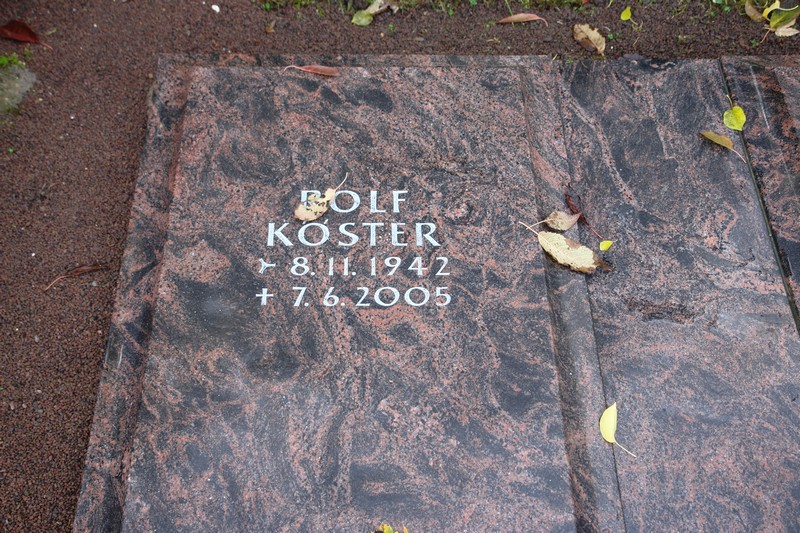 ROLF
KÖSTER
8. 11. 1942
† 7. 6. 2005